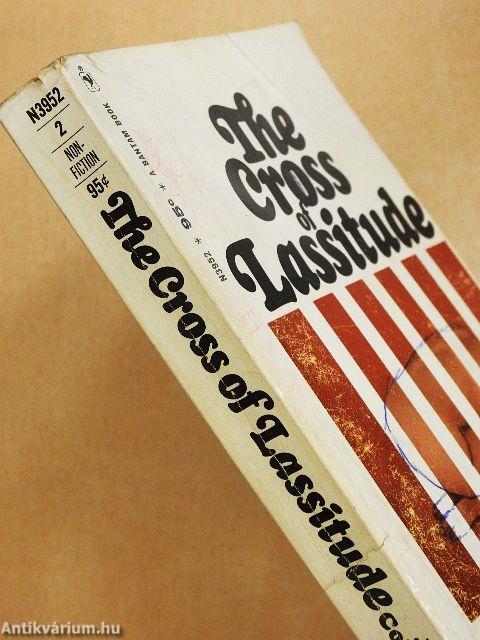 N3952
2
NON-
FICTION
95¢
The Cross of Lassitude
N3952 * 95¢ * A BANTAM BOOK
The
Cross
of
Lassitude
Antikvárium.hu